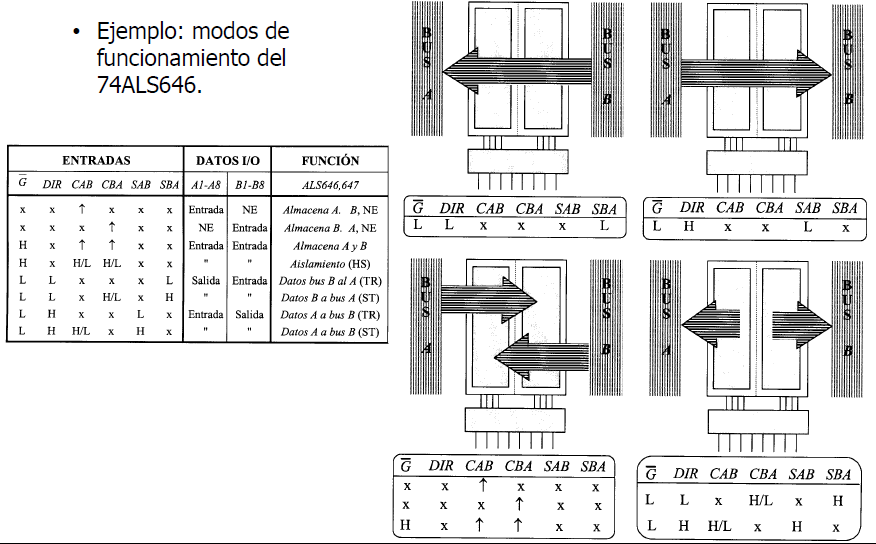 • Ejemplo: modos de
funcionamiento del
74ALS646.
ENTRADAS DATOS I/O FUNCIÓN
G̅ DIR CAB CBA SAB SBA A1-A8 B1-B8 ALS646,647
x x ↑ x x x Entrada NE Almacena A. B, NE
x x x ↑ x x NE Entrada Almacena B. A, NE
H x ↑ ↑ x x Entrada Entrada Almacena A y B
H x H/L H/L x x " " Aislamiento (HS)
L L x x x L Salida Entrada Datos bus B al A (TR)
L L x H/L x H " " Datos B a bus A (ST)
L H x x L x Entrada Salida Datos A a bus B (TR)
L H H/L x H x " " Datos A a bus B (ST)
BUS A
BUS B
G̅ DIR CAB CBA SAB SBA
L L x x x L
BUS A
BUS B
G̅ DIR CAB CBA SAB SBA
L H x x L x
BUS A
BUS B
G̅ DIR CAB CBA SAB SBA
x x ↑ x x x
x x x ↑ x x
H x ↑ ↑ x x
BUS A
BUS B
G̅ DIR CAB CBA SAB SBA
L L x H/L x H
L H H/L x H x